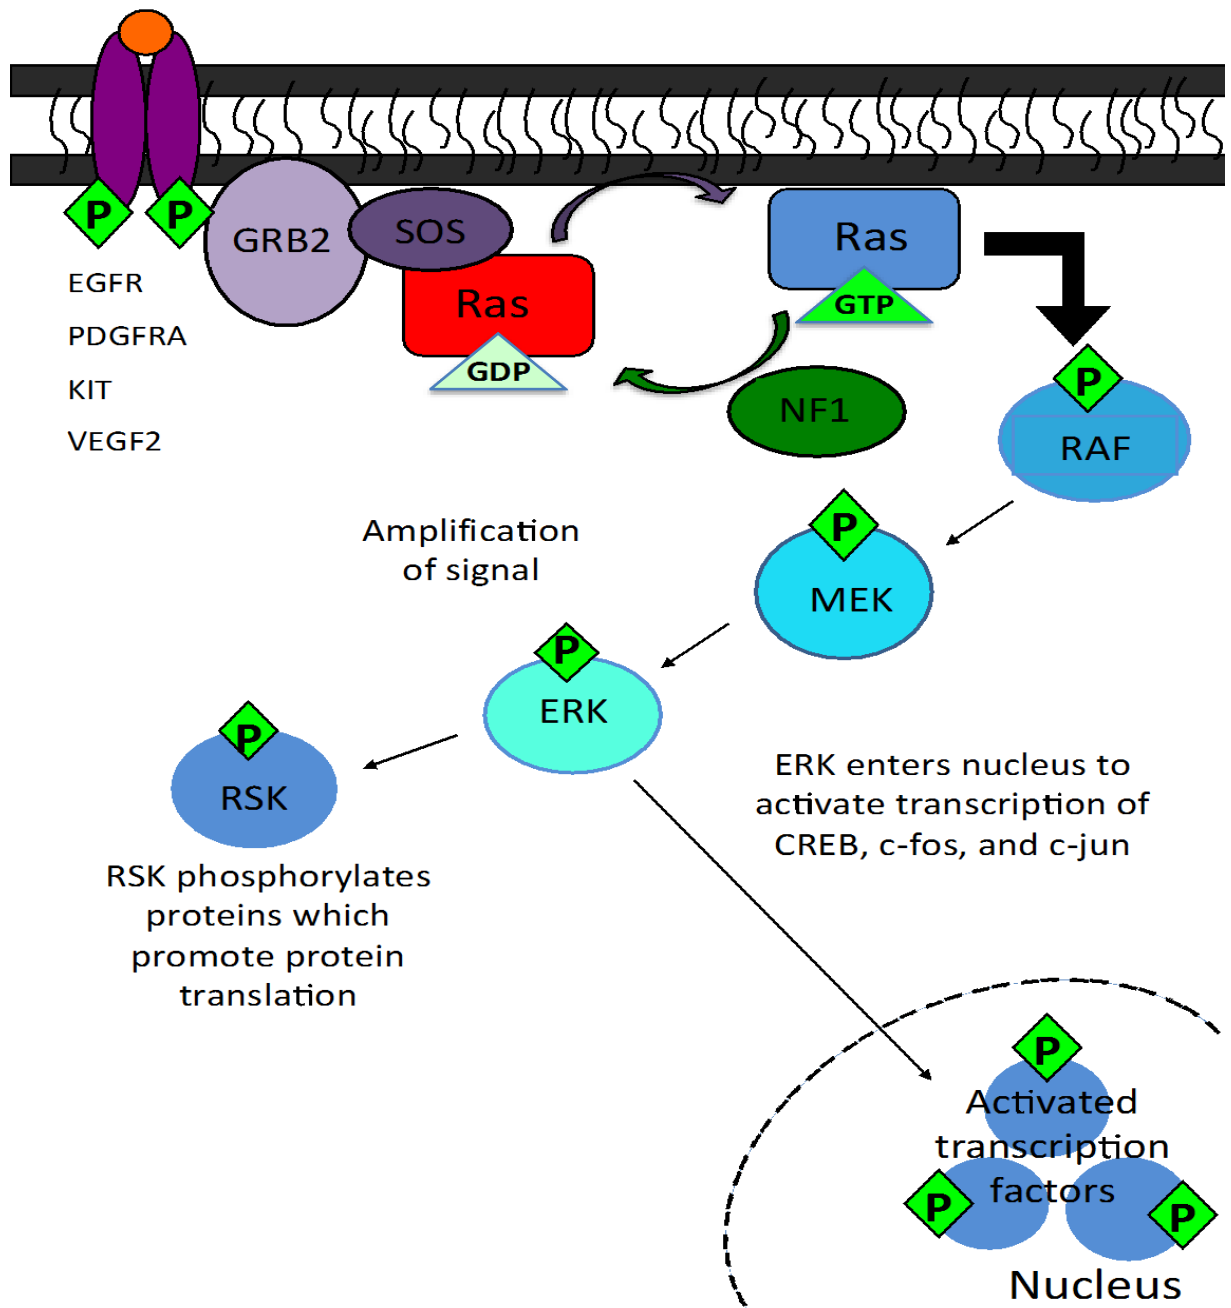 P
P
GRB2
SOS
Ras
GDP
Ras
GTP
EGFR
PDGFRA
KIT
VEGF2
NF1
P
RAF
Amplification
of signal
P
MEK
P
ERK
P
RSK
RSK phosphorylates
proteins which
promote protein
translation
ERK enters nucleus to
activate transcription of
CREB, c-fos, and c-jun
P
Activated
transcription
factors
P
P
Nucleus